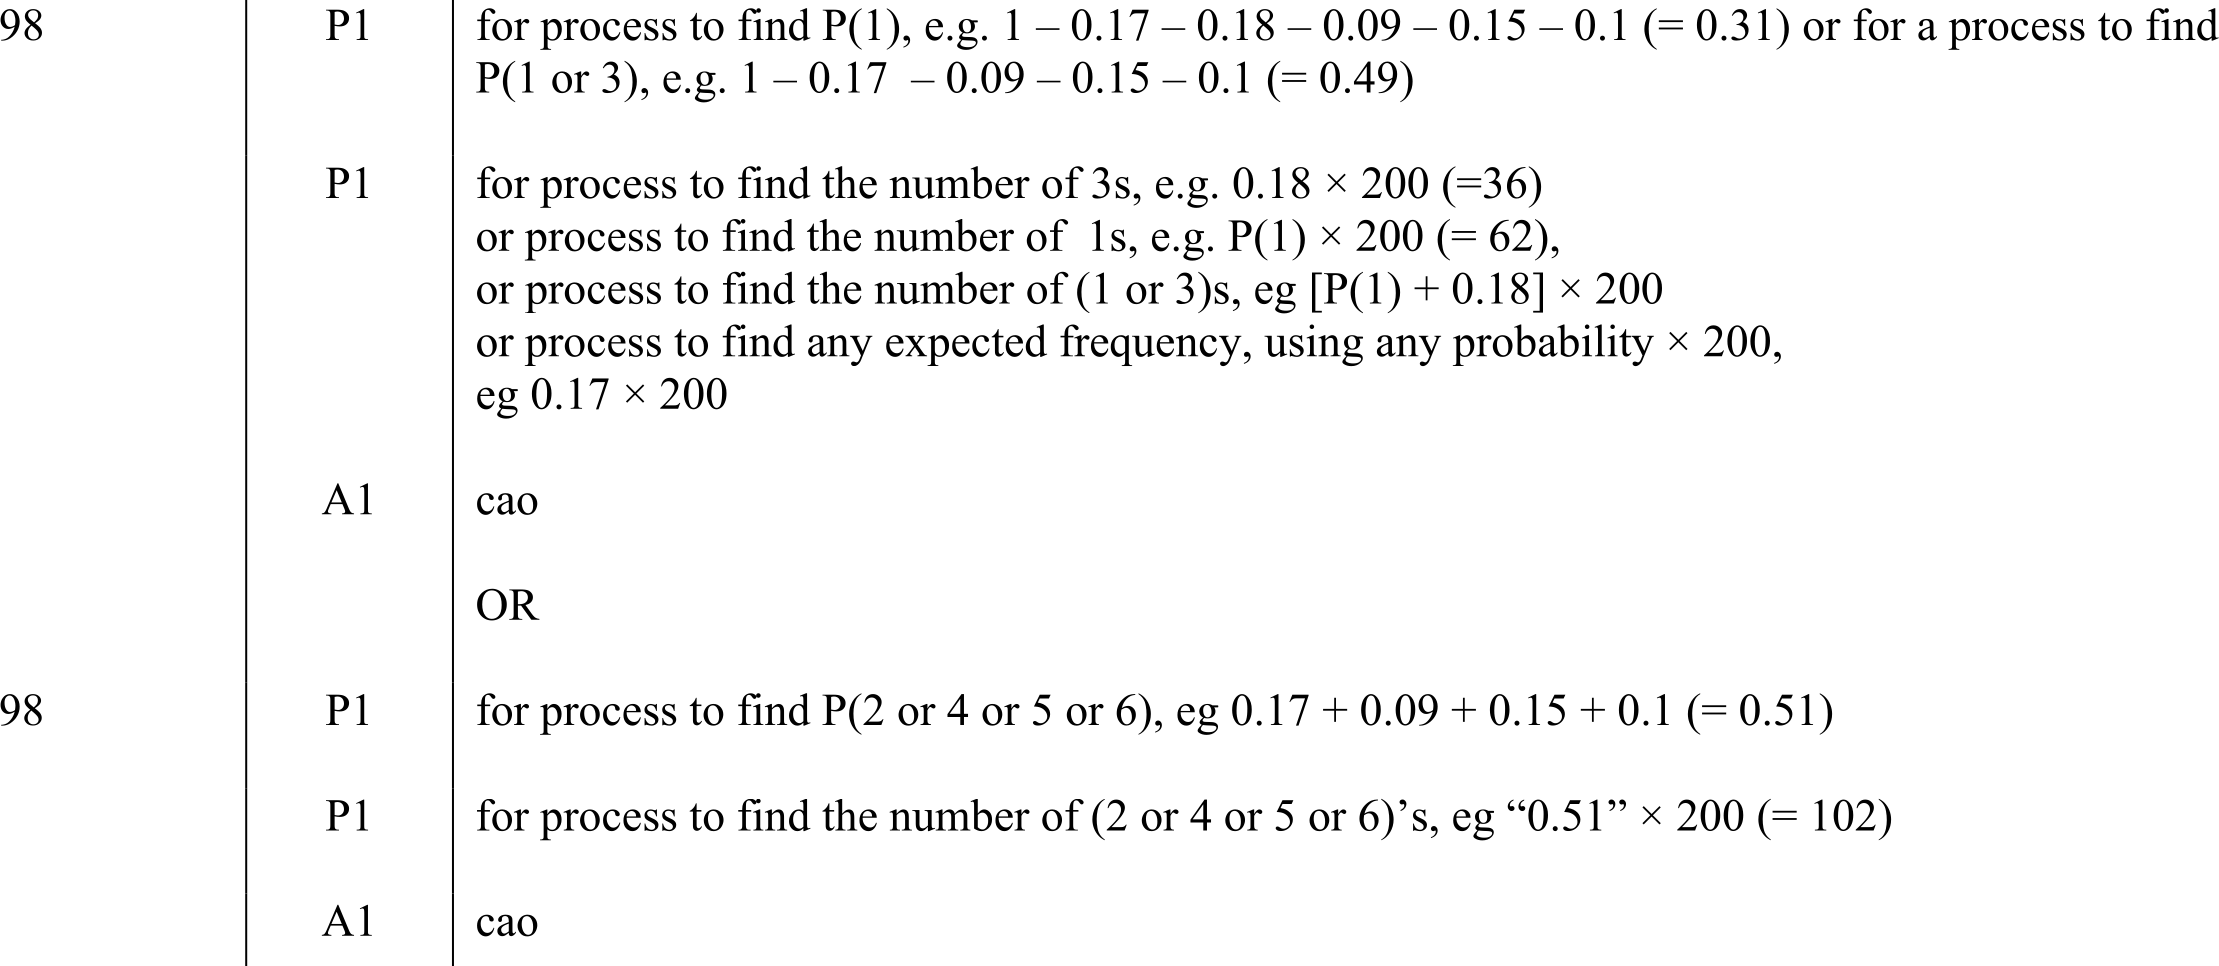 98 P1 for process to find P(1), e.g. 1 – 0.17 – 0.18 – 0.09 – 0.15 – 0.1 (= 0.31) or for a process to find
P(1 or 3), e.g. 1 – 0.17  – 0.09 – 0.15 – 0.1 (= 0.49)
P1 for process to find the number of 3s, e.g. 0.18 × 200 (=36)
or process to find the number of  1s, e.g. P(1) × 200 (= 62),
or process to find the number of (1 or 3)s, eg [P(1) + 0.18] × 200
or process to find any expected frequency, using any probability × 200,
eg 0.17 × 200
A1 cao
OR
98 P1 for process to find P(2 or 4 or 5 or 6), eg 0.17 + 0.09 + 0.15 + 0.1 (= 0.51)
P1 for process to find the number of (2 or 4 or 5 or 6)’s, eg “0.51” × 200 (= 102)
A1 cao